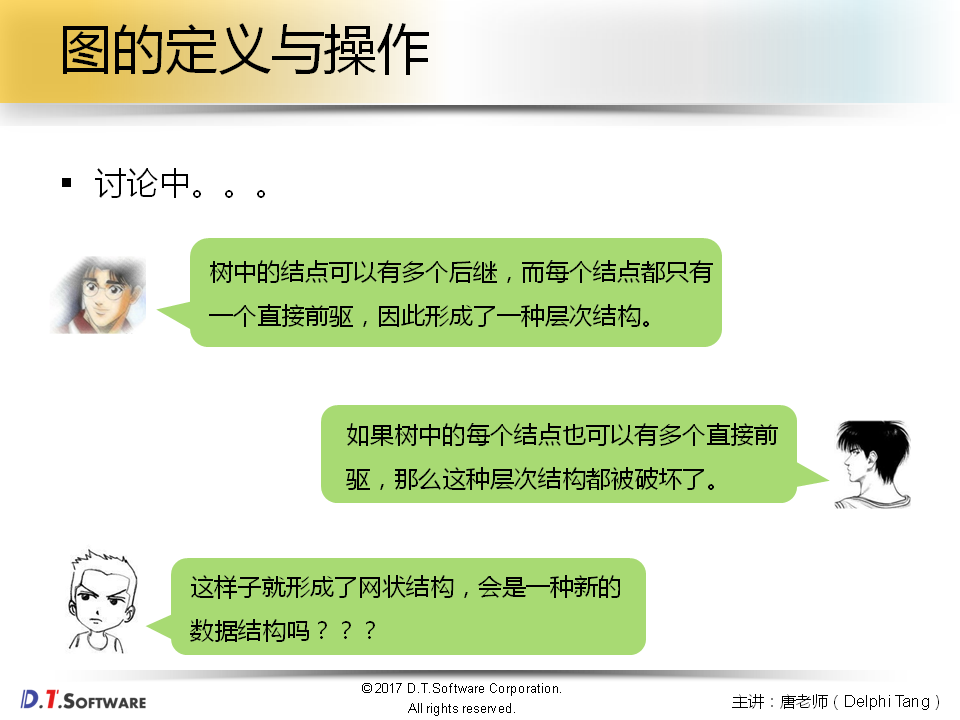 图的定义与操作
▪ 讨论中。。。
树中的结点可以有多个后继，而每个结点都只有
一个直接前驱，因此形成了一种层次结构。
如果树中的每个结点也可以有多个直接前
驱，那么这种层次结构都被破坏了。
这样子就形成了网状结构，会是一种新的
数据结构吗？？？
D.T.SOFTWARE
©2017 D.T.Software Corporation.
All rights reserved.
主讲：唐老师（Delphi Tang）